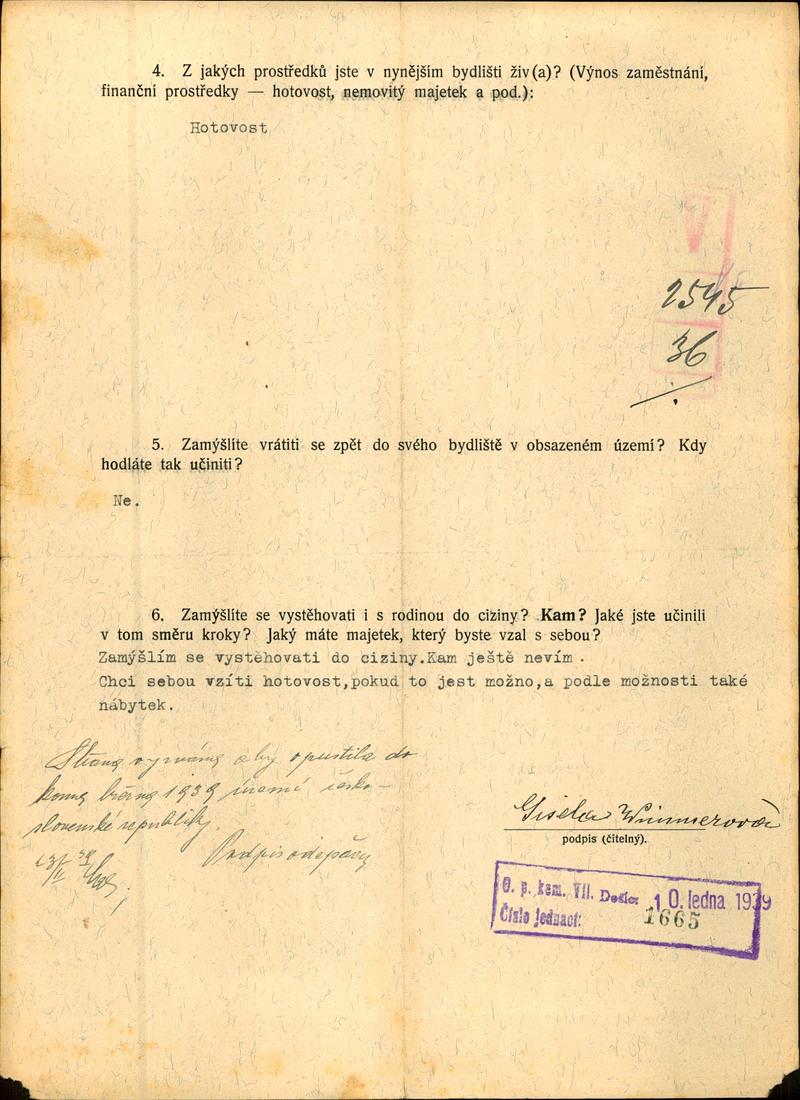 4. Z jakých prostředků jste v nynějším bydlišti živ(a)? (Výnos zaměstnání,
finanční prostředky — hotovost, nemovitý majetek a pod.):
Hotovost
V
2545
36
5. Zamýšlíte vrátiti se zpět do svého bydliště v obsazeném území? Kdy
hodláte tak učiniti?
Ne.
6. Zamýšlíte se vystěhovati i s rodinou do ciziny? Kam? Jaké jste učinili
v tom směru kroky? Jaký máte majetek, který byste vzal s sebou?
Zamýšlím se vystěhovati do ciziny.Kam ještě nevím .
Chci sebou vzíti hotovost,pokud to jest možno,a podle možnosti také
nábytek.
Strana vyzvána aby opustila do
konce března 1939 území česko-
slovenské republiky.
Podpis odepřen
Gisela Wimmerová
podpis (čitelný).
O. p. kom. VII. Došlo: 10. ledna 1939
Číslo jednací: 1665